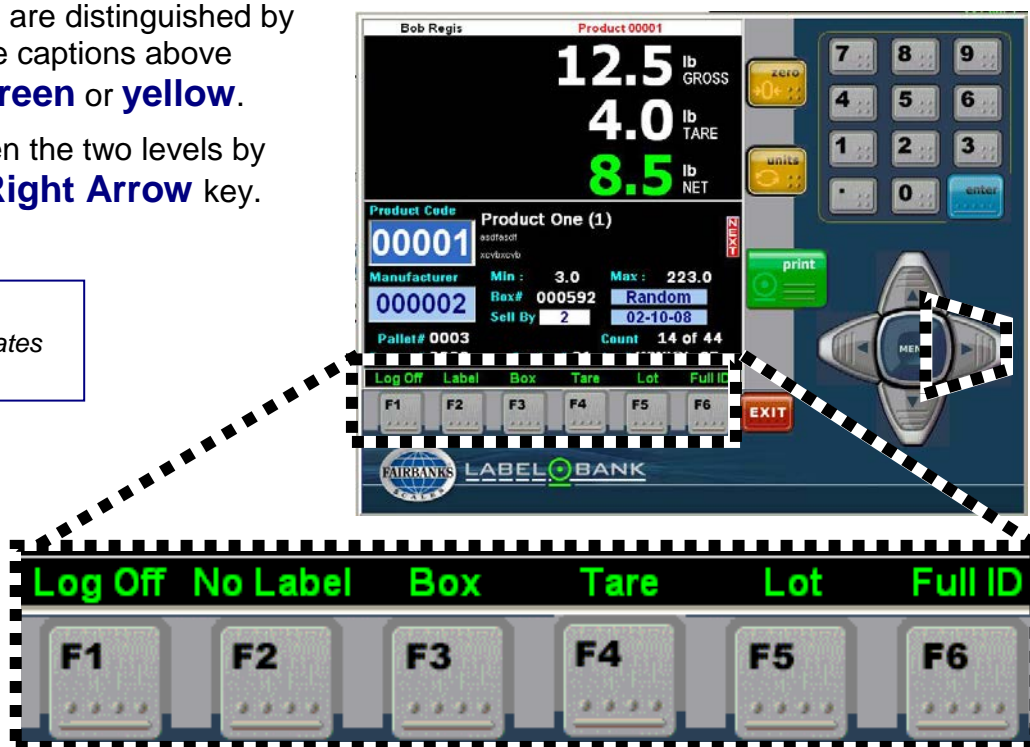 are distinguished by
e captions above
reen or yellow.
en the two levels by
Right Arrow key.
ates
Bob Regis Product 00001
12.5 lb GROSS
4.0 lb TARE
8.5 lb NET
Product Code
00001 Product One (1)
asdfasdf
xcvbxcvb
NEXT
Manufacturer Min : 3.0 Max : 223.0
000002 Box# 000592 Random
Sell By 2 02-10-08
Pallet# 0003 Count 14 of 44
Log Off Label Box Tare Lot Full ID
F1 F2 F3 F4 F5 F6
zero
→0←
units
print
EXIT
7 8 9
4 5 6
1 2 3
. 0 enter
FAIRBANKS SCALES
LABEL BANK
Log Off No Label Box Tare Lot Full ID
F1 F2 F3 F4 F5 F6